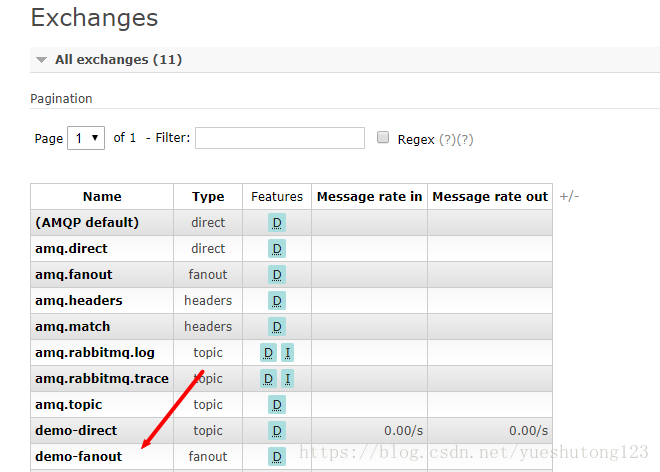 Exchanges
All exchanges (11)
Pagination
Page 1 of 1 - Filter: Regex (?)(?)
Name Type Features Message rate in Message rate out +/-
(AMQP default) direct D
amq.direct direct D
amq.fanout fanout D
amq.headers headers D
amq.match headers D
amq.rabbitmq.log topic D I
amq.rabbitmq.trace topic D I
amq.topic topic D
demo-direct topic D 0.00/s 0.00/s
demo-fanout fanout D
https://blog.csdn.net/yueshutong123